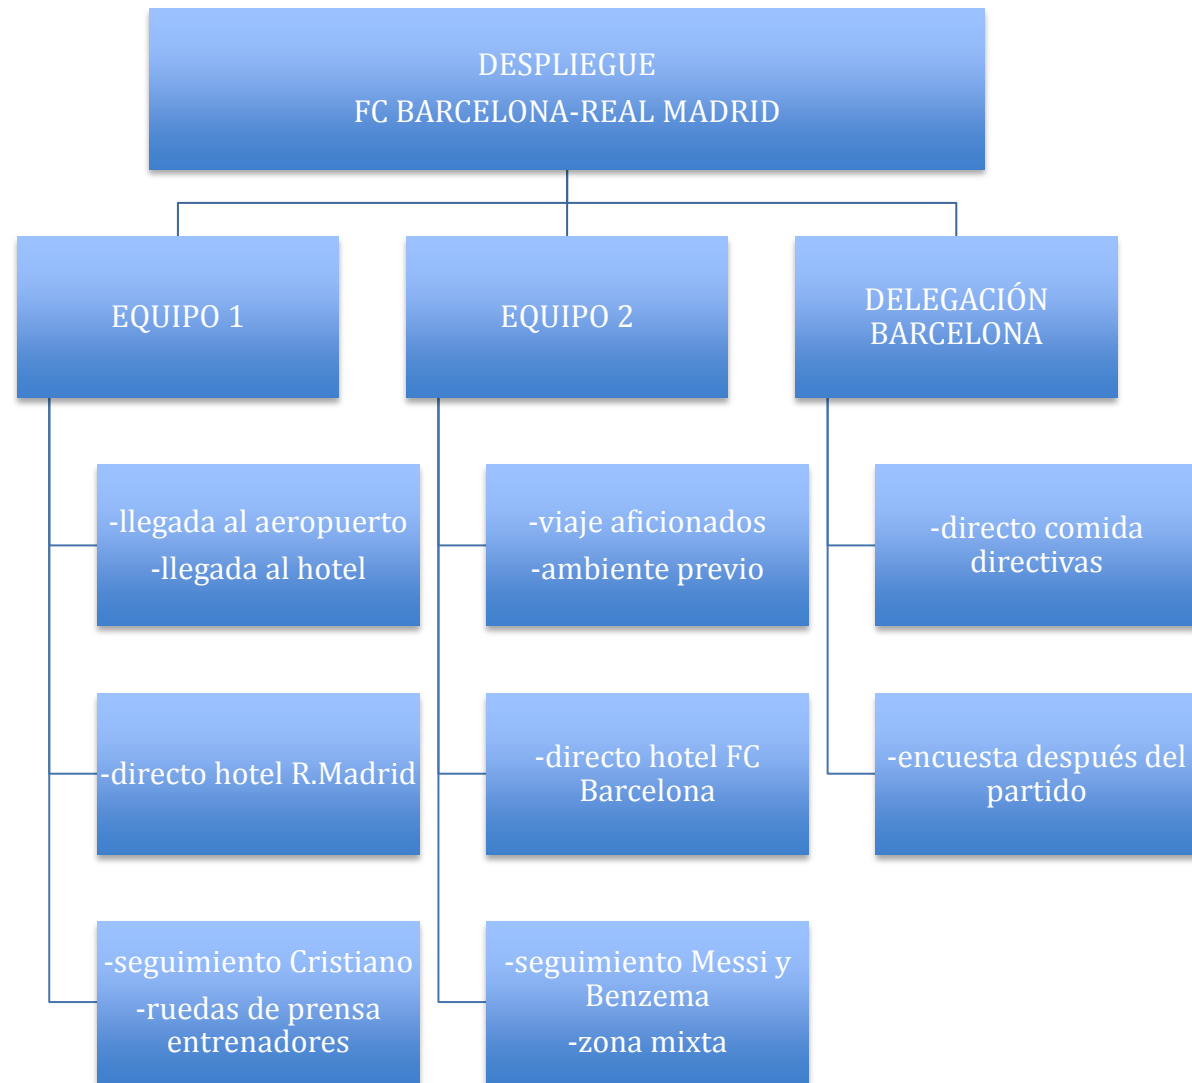 DESPLIEGUE
FC BARCELONA-REAL MADRID
EQUIPO 1
-llegada al aeropuerto
-llegada al hotel
-directo hotel R.Madrid
-seguimiento Cristiano
-ruedas de prensa
entrenadores
EQUIPO 2
-viaje aficionados
-ambiente previo
-directo hotel FC
Barcelona
-seguimiento Messi y
Benzema
-zona mixta
DELEGACIÓN
BARCELONA
-directo comida
directivas
-encuesta después del
partido